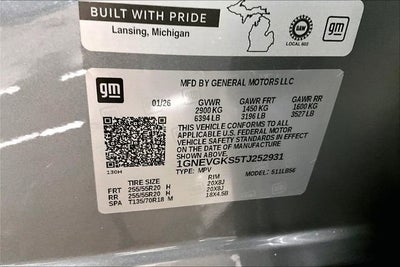 BUILT WITH PRIDE
Lansing, Michigan
UAW
LOCAL 602
gm
gm
MFD BY GENERAL MOTORS LLC
01/26 GVWR GAWR FRT GAWR RR
2900 KG 1450 KG 1600 KG
6394 LB 3196 LB 3527 LB
THIS VEHICLE CONFORMS TO ALL
APPLICABLE U.S. FEDERAL MOTOR
VEHICLE SAFETY STANDARDS IN EFFECT
ON THE DATE OF MANUFACTURE
SHOWN ABOVE.
1GNEVGKS5TJ252931
TYPE: MPV MODEL: 511LB56
130H
TIRE SIZE RIM
FRT 255/55R20 H 20X8J
RR 255/55R20 H 20X8J
SPA T135/70R18 M 18X4.5B